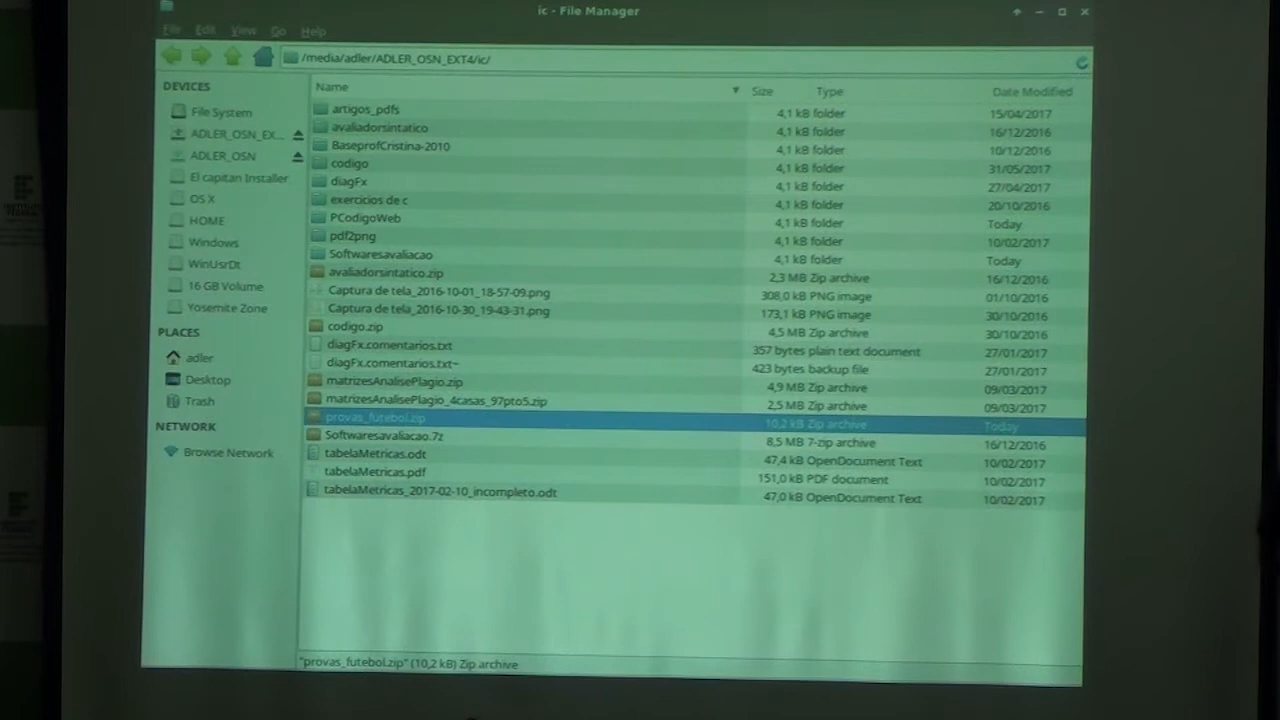 ic - File Manager
File Edit View Go Help
/media/adler/ADLER_OSN_EXT4/ic/
DEVICES
File System
ADLER_OSN_EX...
ADLER_OSN
El capitan Installer
OS X
HOME
Windows
WinUsrDt
16 GB Volume
Yosemite Zone
PLACES
adler
Desktop
Trash
NETWORK
Browse Network
Name Size Type Date Modified
artigos_pdfs 4,1 kB folder 15/04/2017
avaliadorsintatico 4,1 kB folder 16/12/2016
BaseprofCristina-2010 4,1 kB folder 10/12/2016
codigo 4,1 kB folder 31/05/2017
diagFx 4,1 kB folder 27/04/2017
exercicios de c 4,1 kB folder 20/10/2016
PCodigoWeb 4,1 kB folder Today
pdf2png 4,1 kB folder 10/02/2017
Softwaresavaliacao 4,1 kB folder Today
avaliadorsintatico.zip 2,3 MB Zip archive 16/12/2016
Captura de tela_2016-10-01_18-57-09.png 308,0 kB PNG image 01/10/2016
Captura de tela_2016-10-30_19-43-31.png 173,1 kB PNG image 30/10/2016
codigo.zip 4,5 MB Zip archive 30/10/2016
diagFx.comentarios.txt 357 bytes plain text document 27/01/2017
diagFx.comentarios.txt~ 423 bytes backup file 27/01/2017
matrizesAnalisePlagio.zip 4,9 MB Zip archive 09/03/2017
matrizesAnalisePlagio_4casas_97pto5.zip 2,5 MB Zip archive 09/03/2017
provas_futebol.zip 10,2 kB Zip archive Today
Softwaresavaliacao.7z 8,5 MB 7-zip archive 16/12/2016
tabelaMetricas.odt 47,4 kB OpenDocument Text 10/02/2017
tabelaMetricas.pdf 151,0 kB PDF document 10/02/2017
tabelaMetricas_2017-02-10_incompleto.odt 47,0 kB OpenDocument Text 10/02/2017
"provas_futebol.zip" (10,2 kB) Zip archive